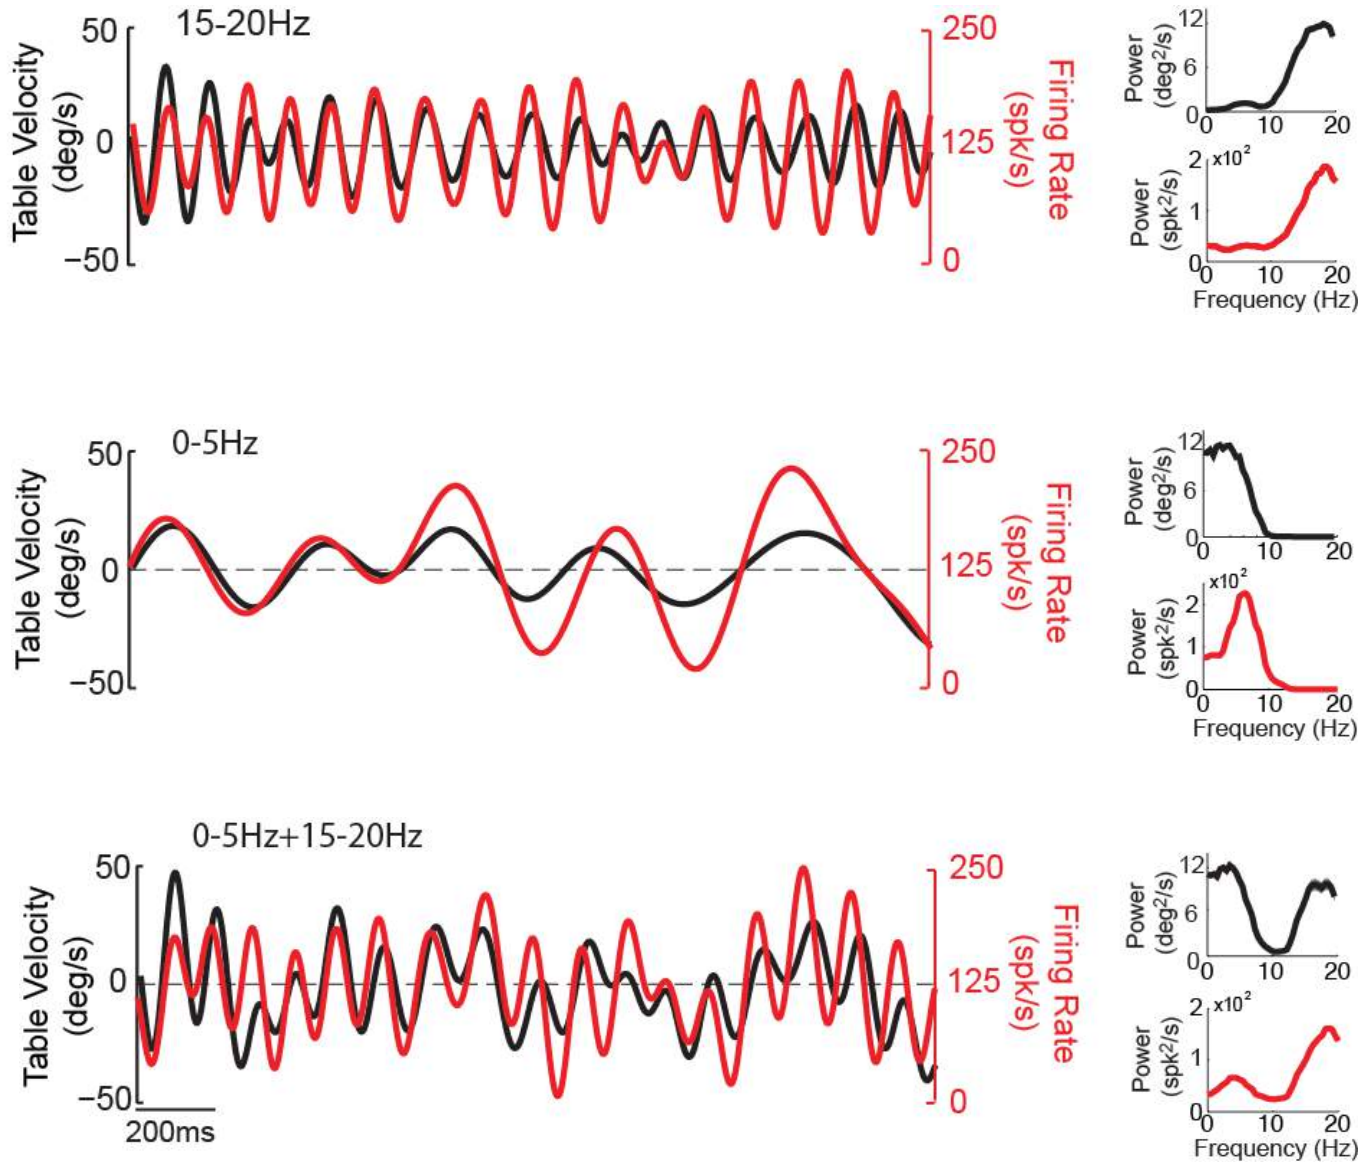 15-20Hz
50
0
−50
Table Velocity
(deg/s)
250
125
0
Firing Rate
(spk/s)
12
6
0
0 10 20
Power
(deg²/s)
2 x10²
1
0
0 10 20
Power
(spk²/s)
Frequency (Hz)
0-5Hz
50
0
−50
Table Velocity
(deg/s)
250
125
0
Firing Rate
(spk/s)
12
6
0
0 10 20
Power
(deg²/s)
x10²
2
1
0
0 10 20
Power
(spk²/s)
Frequency (Hz)
0-5Hz+15-20Hz
50
0
−50
Table Velocity
(deg/s)
250
125
0
Firing Rate
(spk/s)
200ms
12
6
0
0 10 20
Power
(deg²/s)
2 x10²
1
0
0 10 20
Power
(spk²/s)
Frequency (Hz)